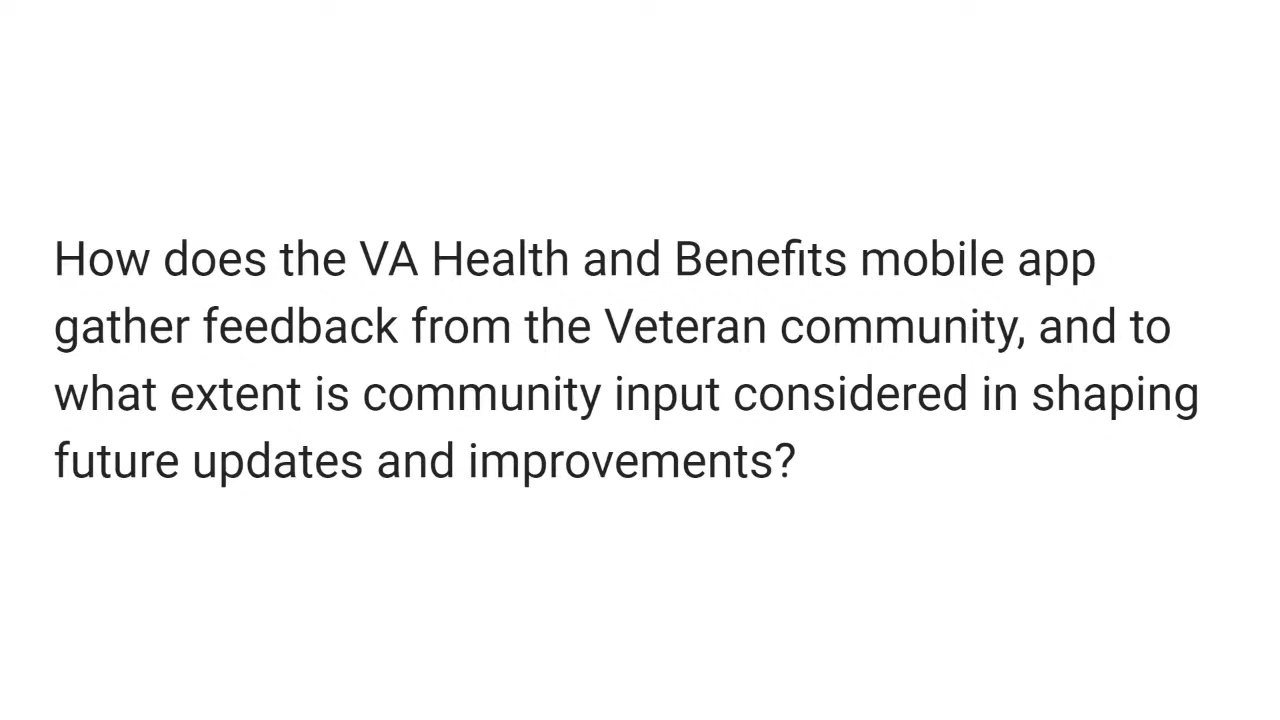 How does the VA Health and Benefits mobile app
gather feedback from the Veteran community, and to
what extent is community input considered in shaping
future updates and improvements?